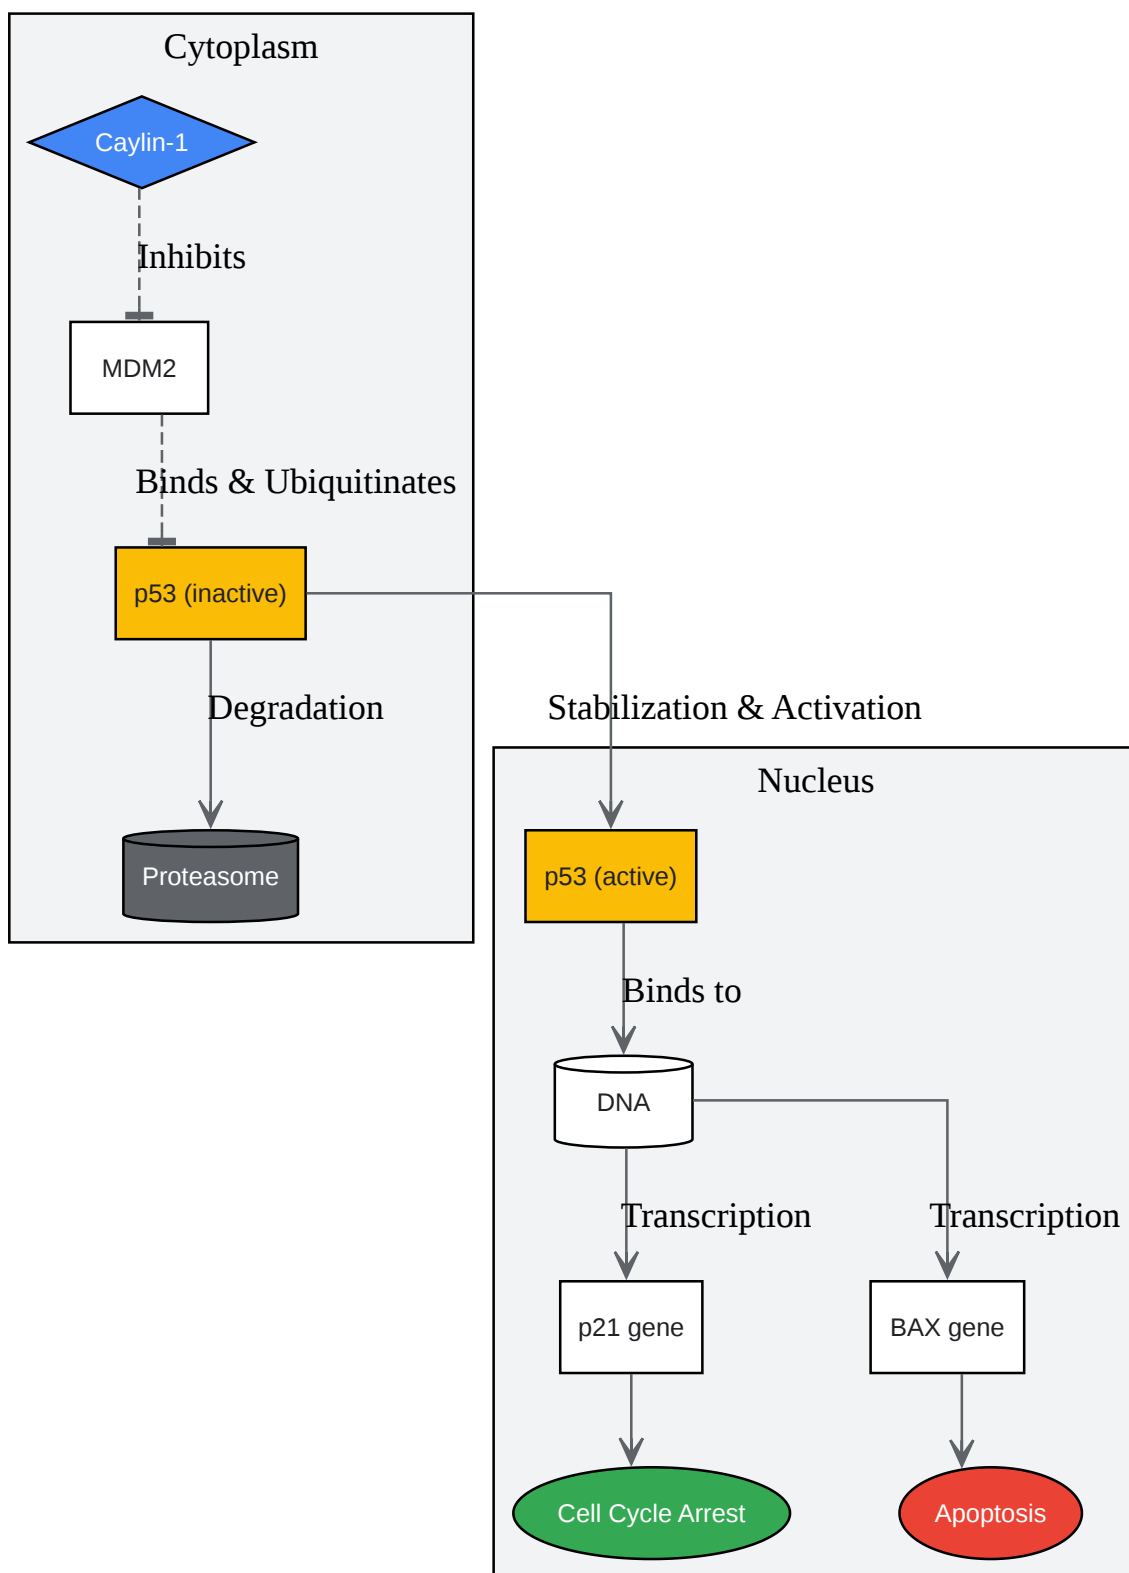 Cytoplasm
Caylin-1
Inhibits
MDM2
Binds & Ubiquitinates
p53 (inactive)
Degradation
Stabilization & Activation
Proteasome
Nucleus
p53 (active)
Binds to
DNA
Transcription
Transcription
p21 gene
BAX gene
Cell Cycle Arrest
Apoptosis